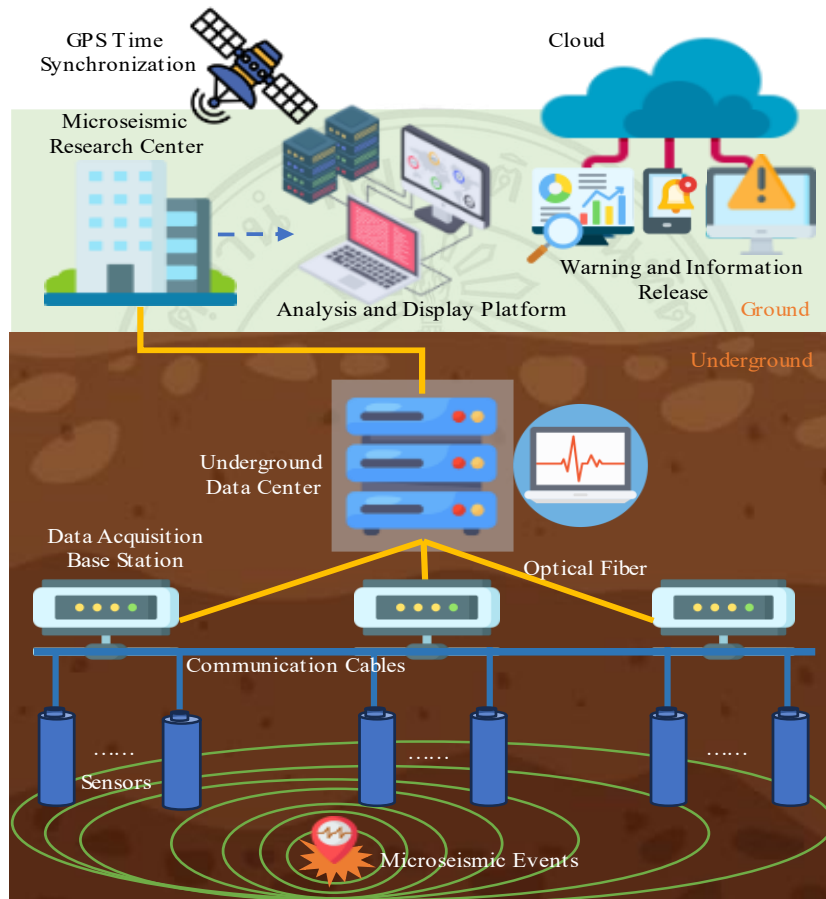 GPS Time
Synchronization
Cloud
Microseismic
Research Center
Analysis and Display Platform
Warning and Information
Release
Ground
Underground
Underground
Data Center
Data Acquisition
Base Station
Optical Fiber
Communication Cables
......
......
......
Sensors
Microseismic Events